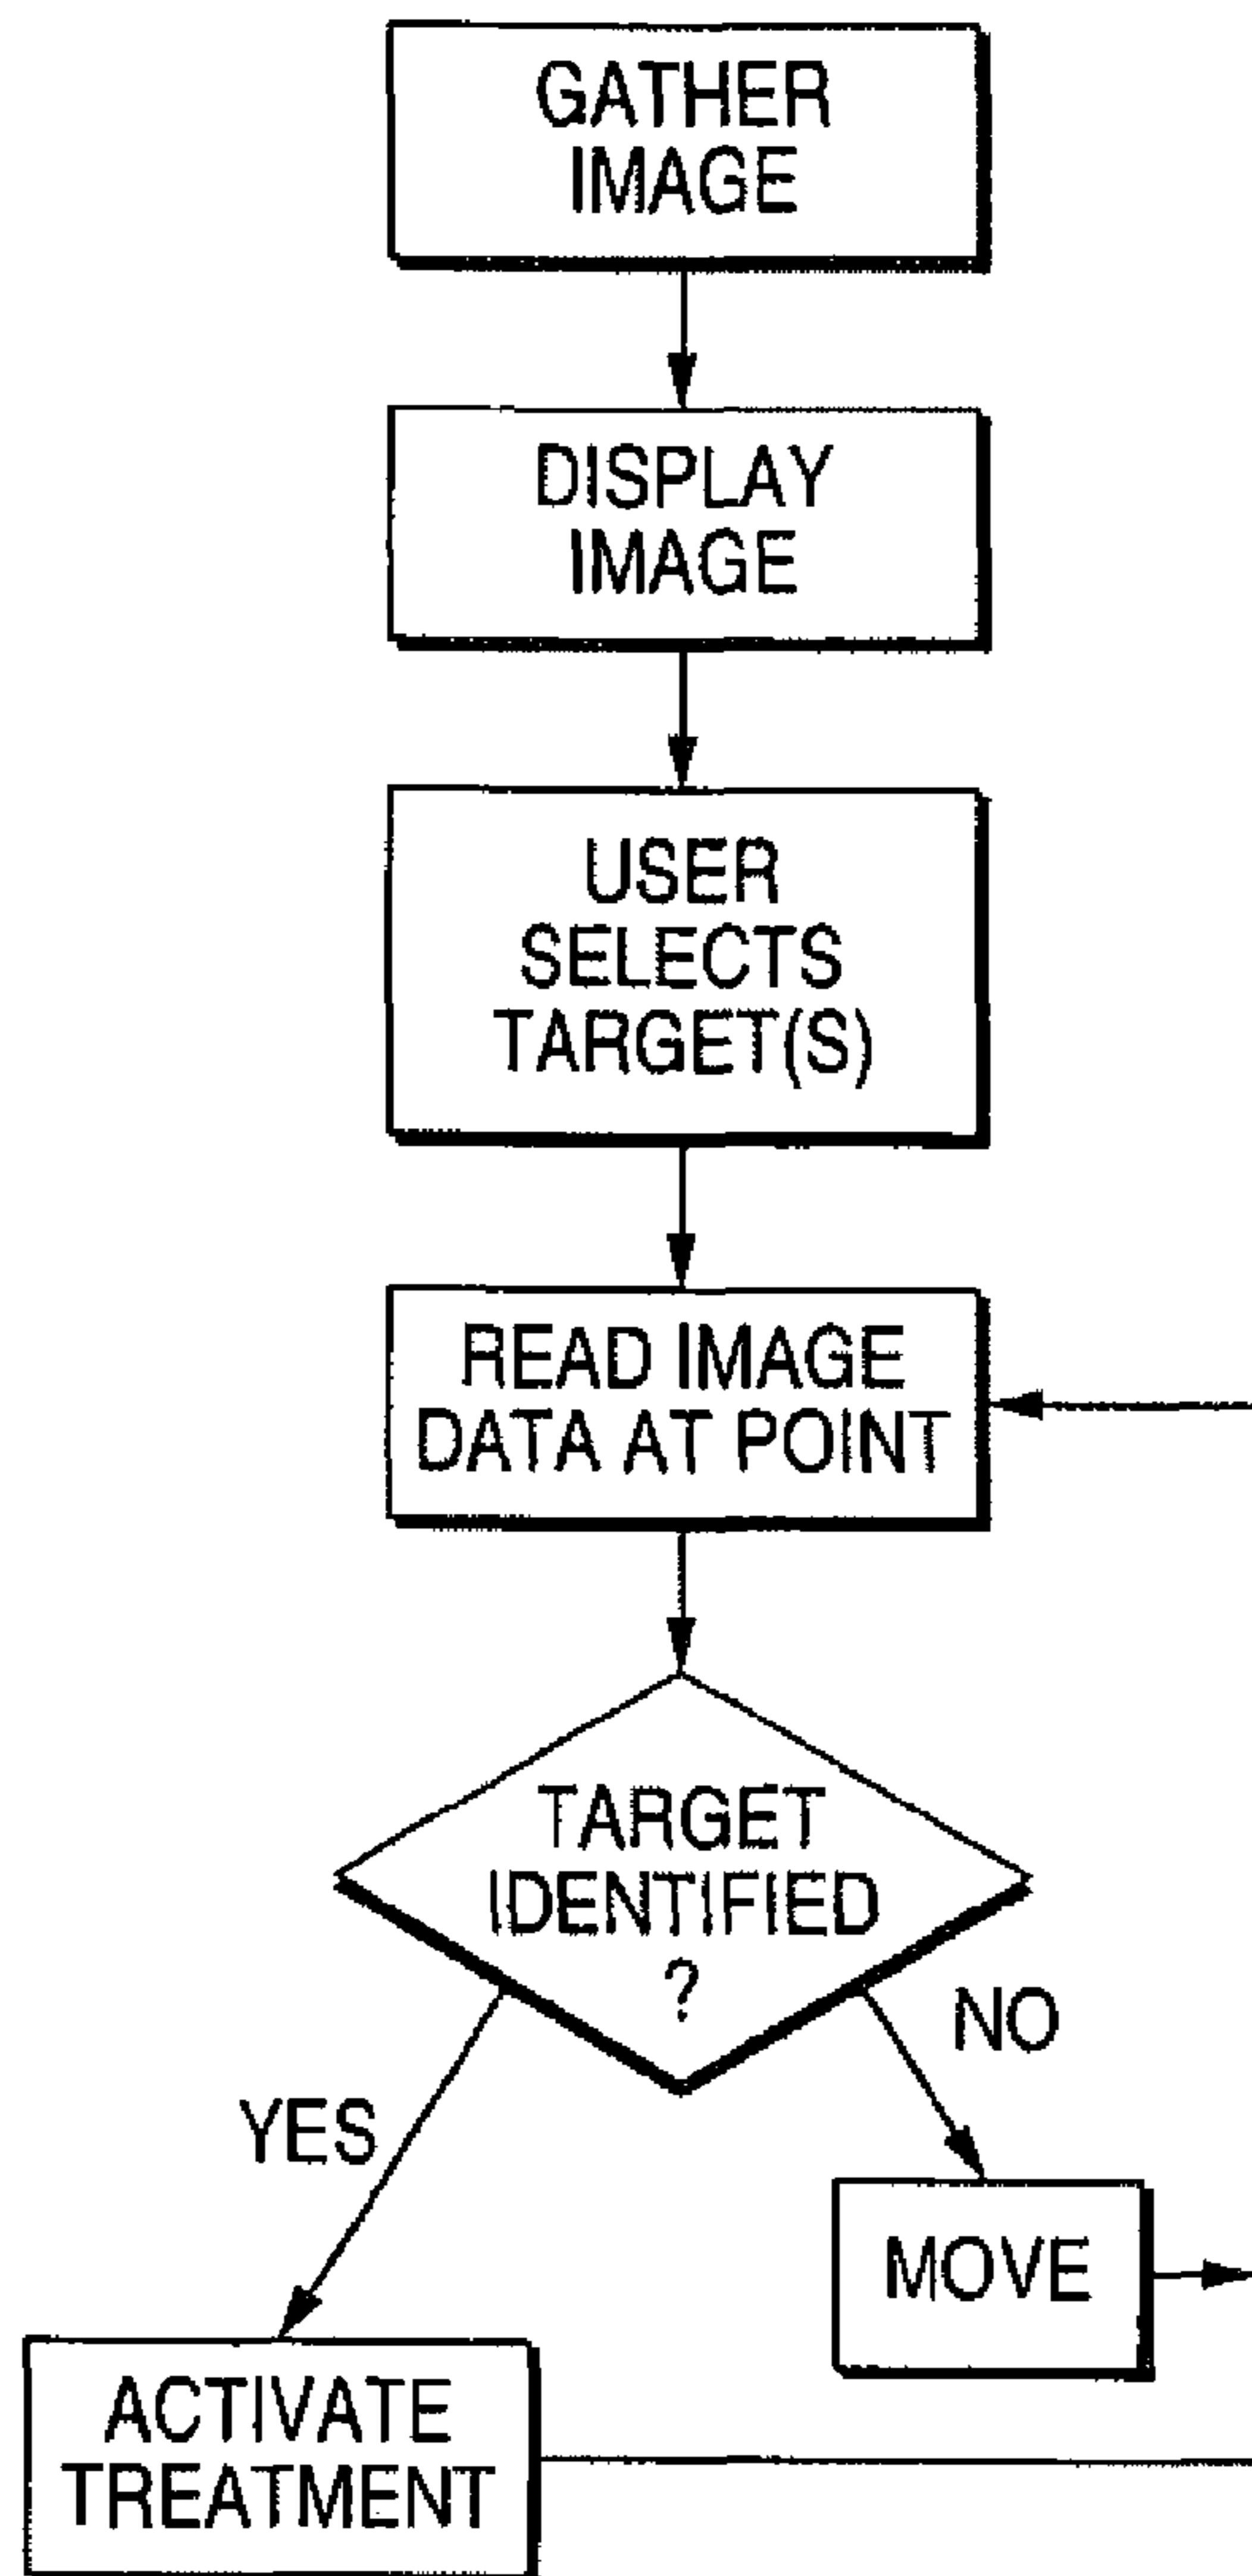 GATHER
IMAGE
DISPLAY
IMAGE
USER
SELECTS
TARGET(S)
READ IMAGE
DATA AT POINT
TARGET
IDENTIFIED
?
NO
YES
MOVE
ACTIVATE
TREATMENT